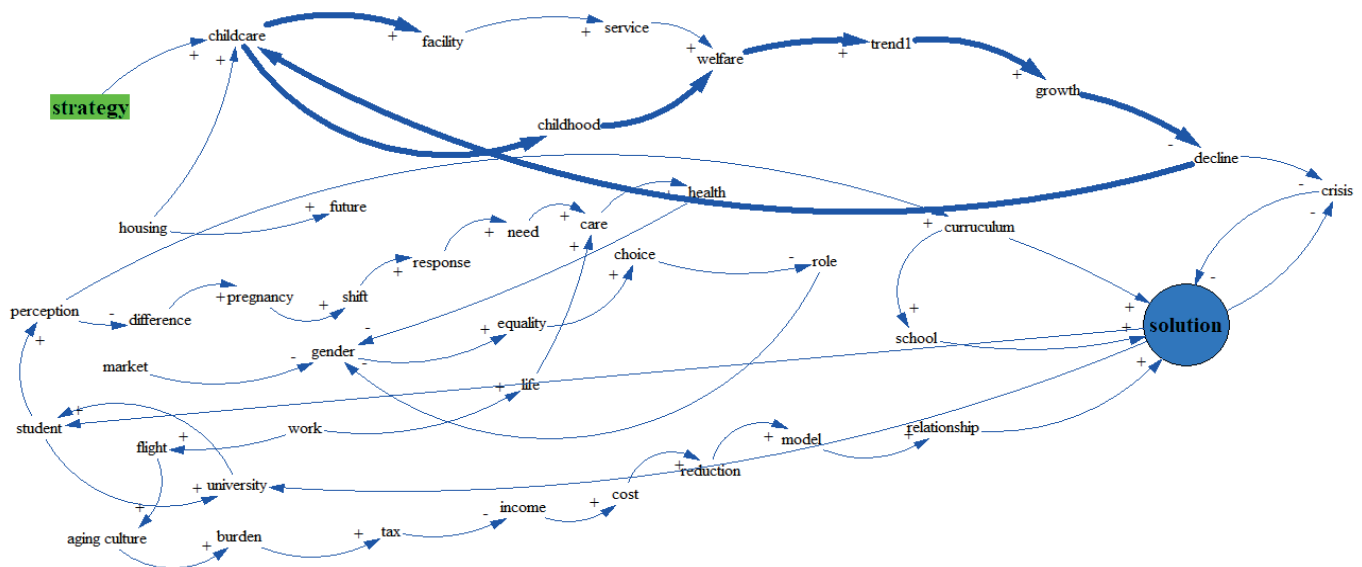 childcare
facility
service
welfare
trend1
growth
decline
crisis
strategy
childhood
housing
future
health
care
need
response
shift
pregnancy
difference
perception
choice
role
curruculum
solution
school
equality
gender
market
life
student
work
flight
university
relationship
model
reduction
cost
income
tax
burden
aging culture